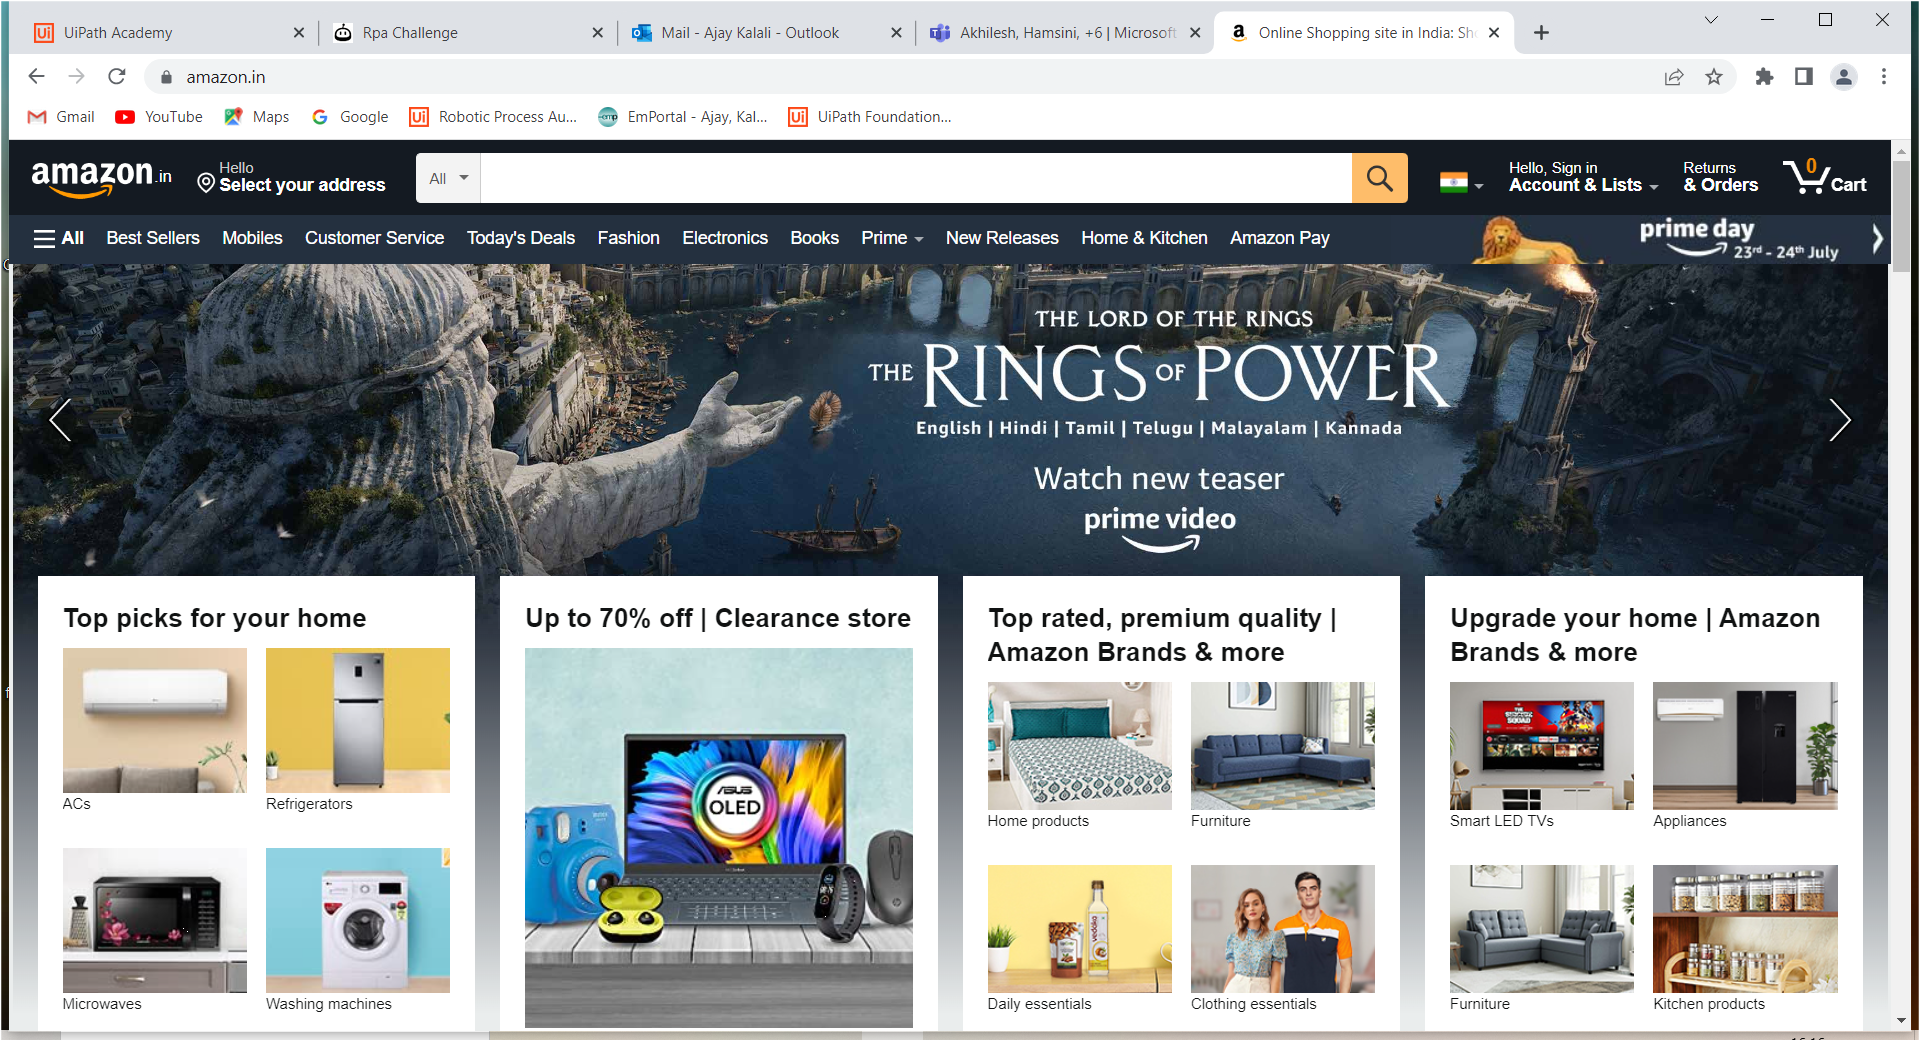 UiPath Academy
Rpa Challenge
Mail - Ajay Kalali - Outlook
Akhilesh, Hamsini, +6 | Microsoft
Online Shopping site in India: Sh
amazon.in
Gmail
YouTube
Maps
Google
Robotic Process Au...
EmPortal - Ajay, Kal...
UiPath Foundation...
amazon.in
Hello
Select your address
All
Hello, Sign in
Account & Lists
Returns
& Orders
0
Cart
All
Best Sellers
Mobiles
Customer Service
Today's Deals
Fashion
Electronics
Books
Prime
New Releases
Home & Kitchen
Amazon Pay
prime day
23rd - 24th July
THE LORD OF THE RINGS
THE RINGS OF POWER
English | Hindi | Tamil | Telugu | Malayalam | Kannada
Watch new teaser
prime video
Top picks for your home
ACs
Refrigerators
Microwaves
Washing machines
Up to 70% off | Clearance store
ASUS
OLED
Top rated, premium quality |
Amazon Brands & more
Home products
Furniture
Daily essentials
Clothing essentials
Upgrade your home | Amazon
Brands & more
Smart LED TVs
Appliances
Furniture
Kitchen products